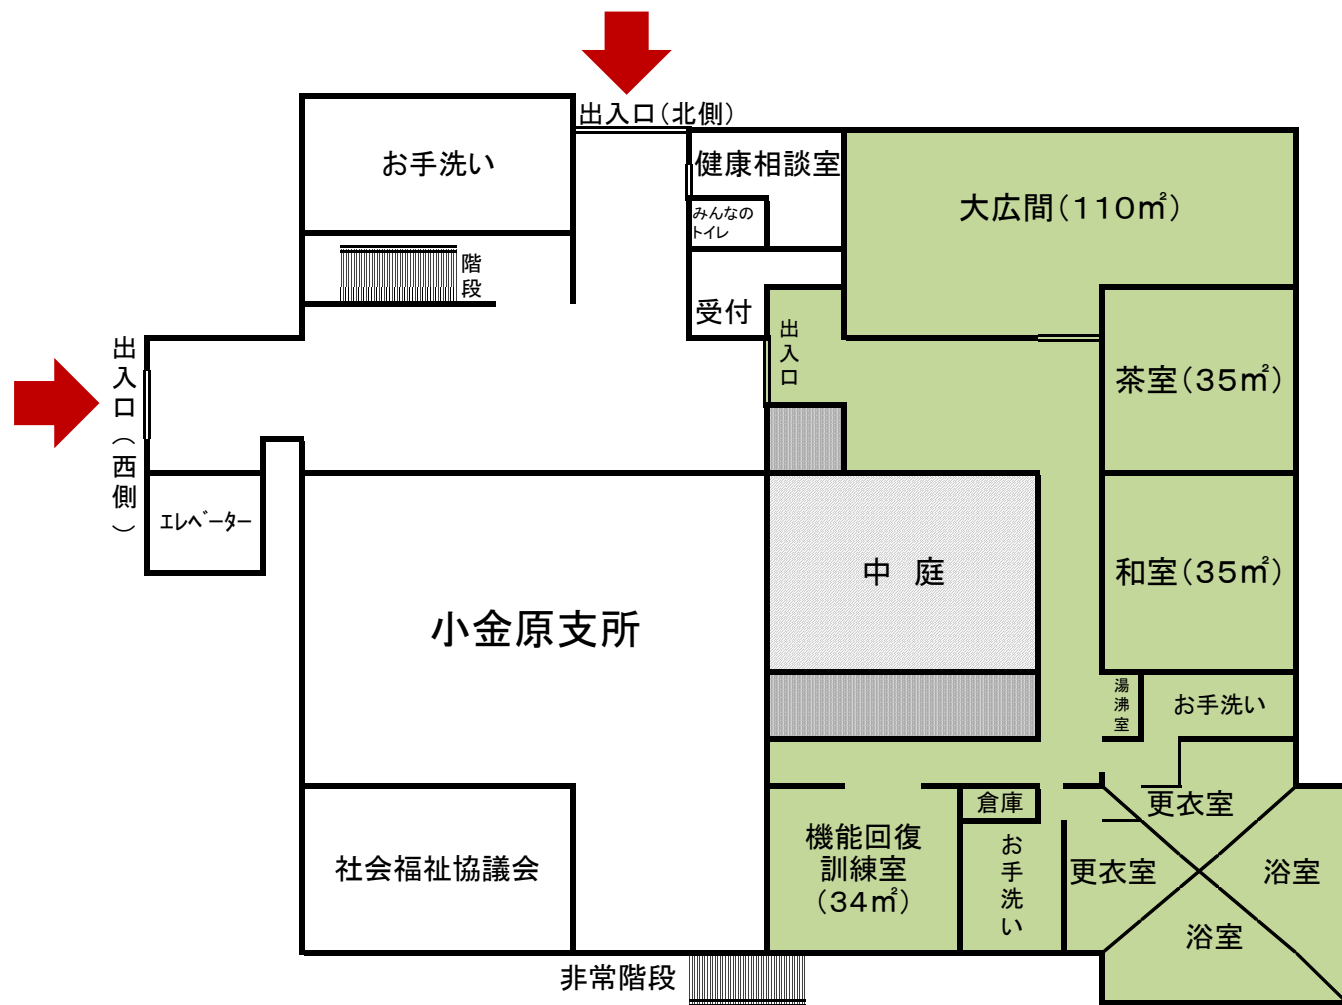 出入口（北側）
お手洗い
健康相談室
みんなの
トイレ
大広間（110㎡）
階段
受付
出入口
出入口（西側）
茶室（35㎡）
エレベーター
中 庭
和室（35㎡）
小金原支所
湯沸室
お手洗い
倉庫
更衣室
機能回復
訓練室
（34㎡）
お手洗い
更衣室
浴室
社会福祉協議会
浴室
非常階段